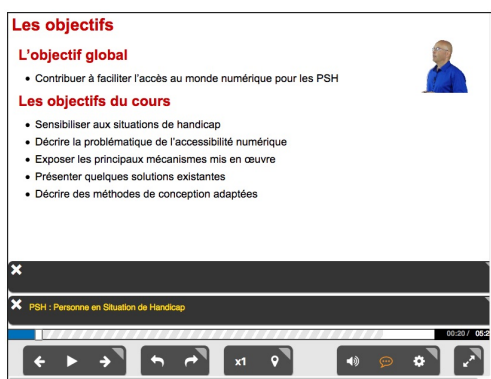 Les objectifs
L'objectif global
• Contribuer à faciliter l'accès au monde numérique pour les PSH
Les objectifs du cours
• Sensibiliser aux situations de handicap
• Décrire la problématique de l'accessibilité numérique
• Exposer les principaux mécanismes mis en œuvre
• Présenter quelques solutions existantes
• Décrire des méthodes de conception adaptées
PSH : Personne en Situation de Handicap
00:20 / 05:2
x1